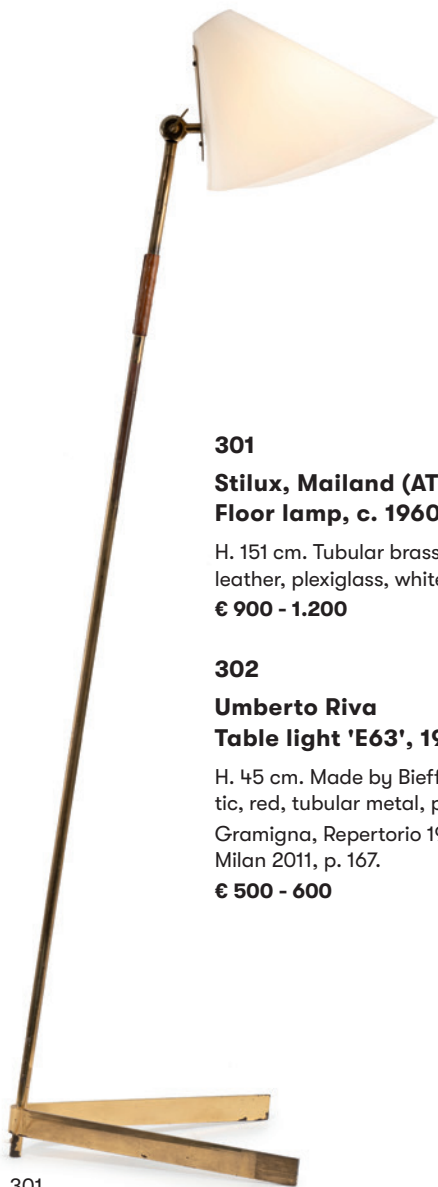 301
Stilux, Mailand (AT
Floor lamp, c. 1960
H. 151 cm. Tubular brass
leather, plexiglass, white
€ 900 - 1.200
302
Umberto Riva
Table light 'E63', 19
H. 45 cm. Made by Bieff
tic, red, tubular metal, p
Gramigna, Repertorio 19
Milan 2011, p. 167.
€ 500 - 600
301